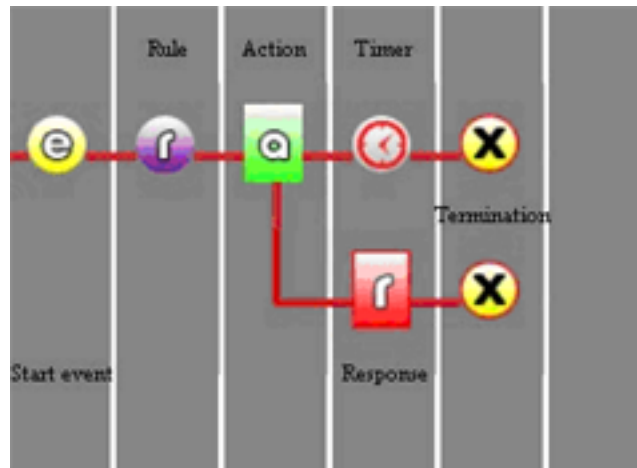 Rule Action Timer
e r a X
Termination
r X
Start event Response